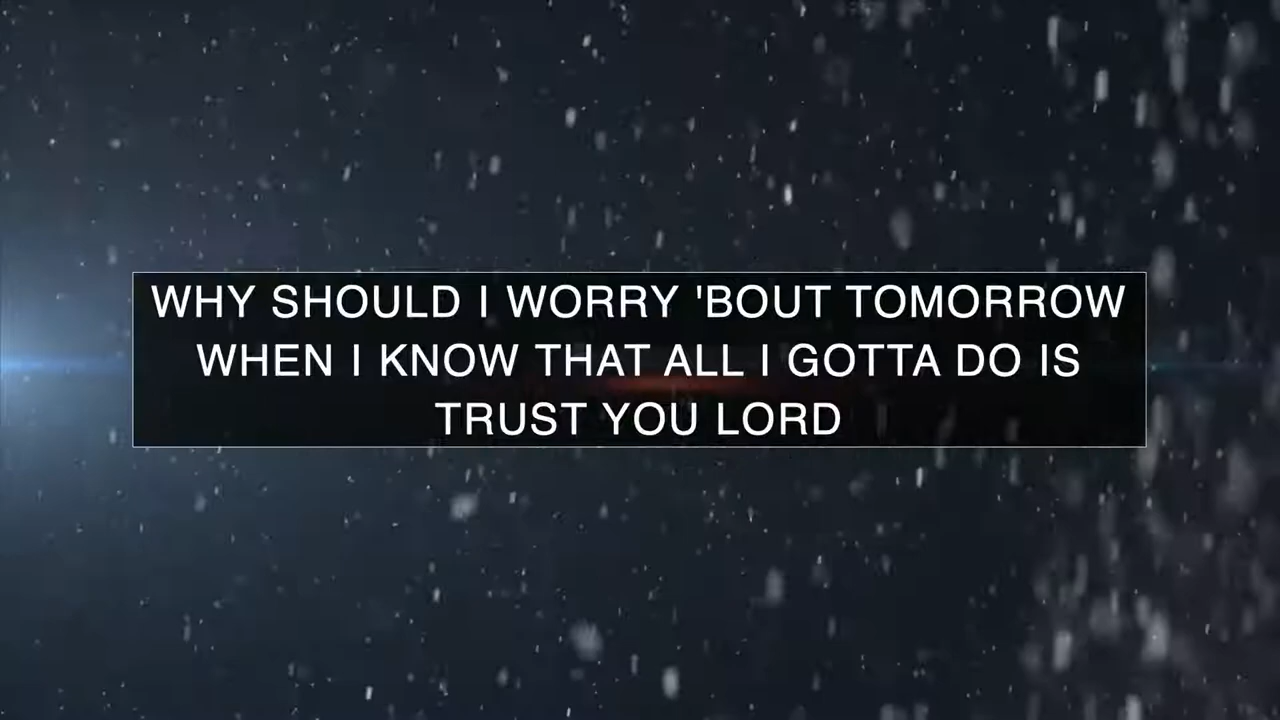 WHY SHOULD I WORRY 'BOUT TOMORROW
WHEN I KNOW THAT ALL I GOTTA DO IS
TRUST YOU LORD